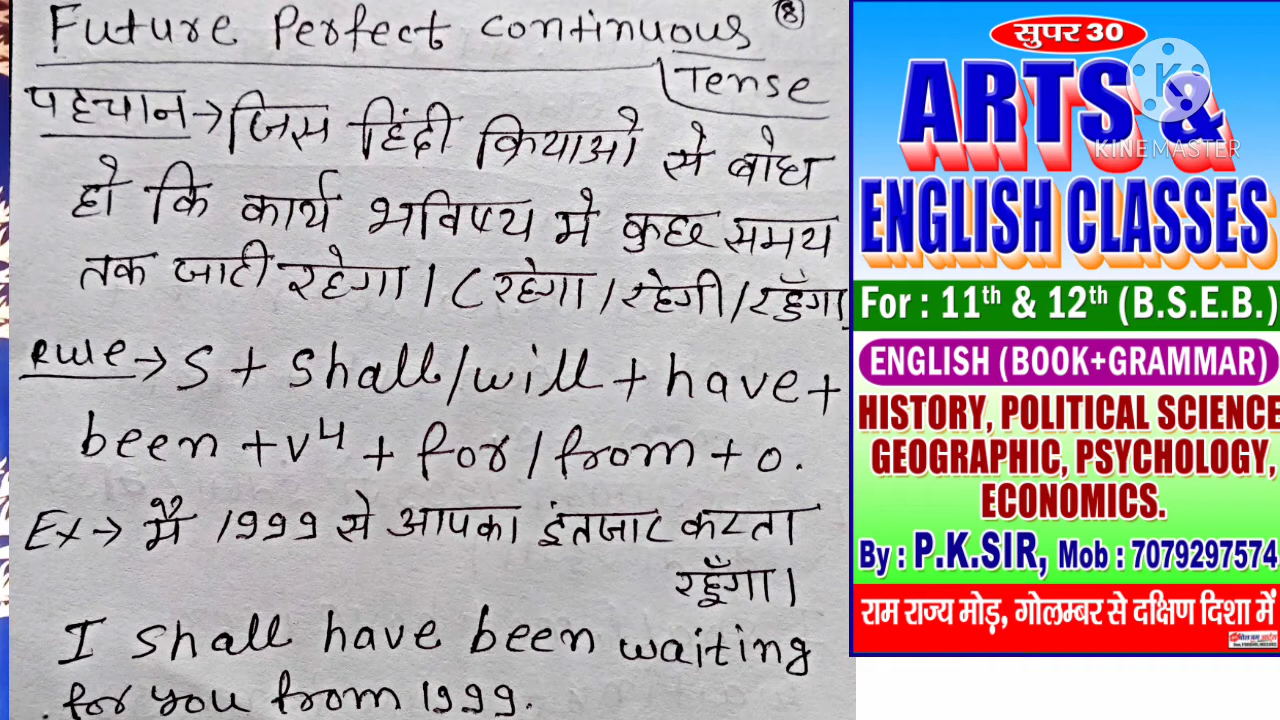 Future Perfect Continuous ⑧
Tense
पहचान → जिस हिंदी क्रियाओ से बोध
हो कि कार्य भविष्य मे कुछ समय
तक जारी रहेगा। (रहेगा/रहेगी/रहूँगा)
Rule → S + shall/will + have +
been + v4 + for/from + o.
Ex → मैं 1999 से आपका इंतजार करता
रहूँगा।
I shall have been waiting
for you from 1999.
सुपर 30
ARTS &
KINEMASTER
ENGLISH CLASSES
For : 11th & 12th (B.S.E.B.)
ENGLISH (BOOK+GRAMMAR)
HISTORY, POLITICAL SCIENCE
GEOGRAPHIC, PSYCHOLOGY,
ECONOMICS.
By : P.K.SIR, Mob : 7079297574
राम राज्य मोड़, गोलम्बर से दक्षिण दिशा में